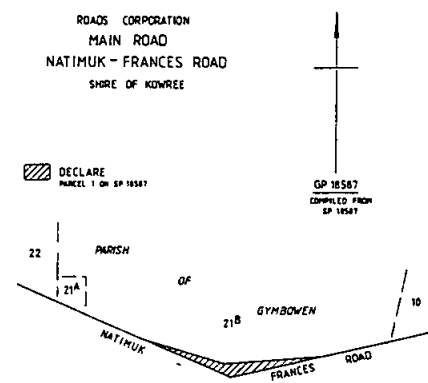 ROADS CORPORATION
MAIN ROAD
NATIMUK - FRANCES ROAD
SHIRE OF KOWREE
DECLARE
PARCEL 1 ON SP 18587
GP 18587
COMPILED FROM
SP 18587
22
PARISH
21A
OF
21B
GYMBOWEN
10
NATIMUK
FRANCES ROAD